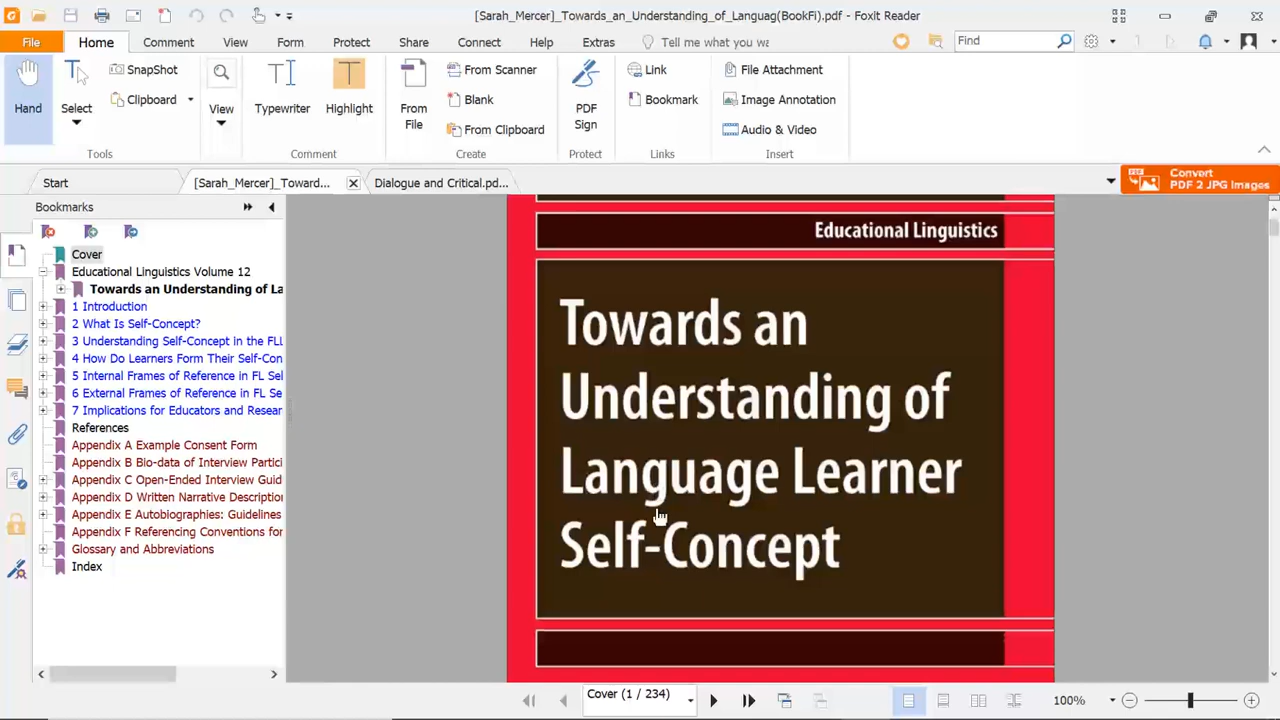 [Sarah_Mercer]_Towards_an_Understanding_of_Languag(BookFi).pdf - Foxit Reader
File Home Comment View Form Protect Share Connect Help Extras Tell me what you wa Find
Hand
Select
SnapShot
Clipboard
Tools
View
Typewriter
Highlight
Comment
From File
From Scanner
Blank
From Clipboard
Create
PDF Sign
Protect
Link
Bookmark
Links
File Attachment
Image Annotation
Audio & Video
Insert
Start
[Sarah_Mercer]_Toward...
Dialogue and Critical.pd...
Convert
PDF 2 JPG Images
Bookmarks
Cover
Educational Linguistics Volume 12
Towards an Understanding of La
1 Introduction
2 What Is Self-Concept?
3 Understanding Self-Concept in the FLL
4 How Do Learners Form Their Self-Con
5 Internal Frames of Reference in FL Sel
6 External Frames of Reference in FL Se
7 Implications for Educators and Resear
References
Appendix A Example Consent Form
Appendix B Bio-data of Interview Partici
Appendix C Open-Ended Interview Guid
Appendix D Written Narrative Descriptio
Appendix E Autobiographies: Guidelines
Appendix F Referencing Conventions for
Glossary and Abbreviations
Index
Educational Linguistics
Towards an
Understanding of
Language Learner
Self-Concept
Cover (1 / 234)
100%